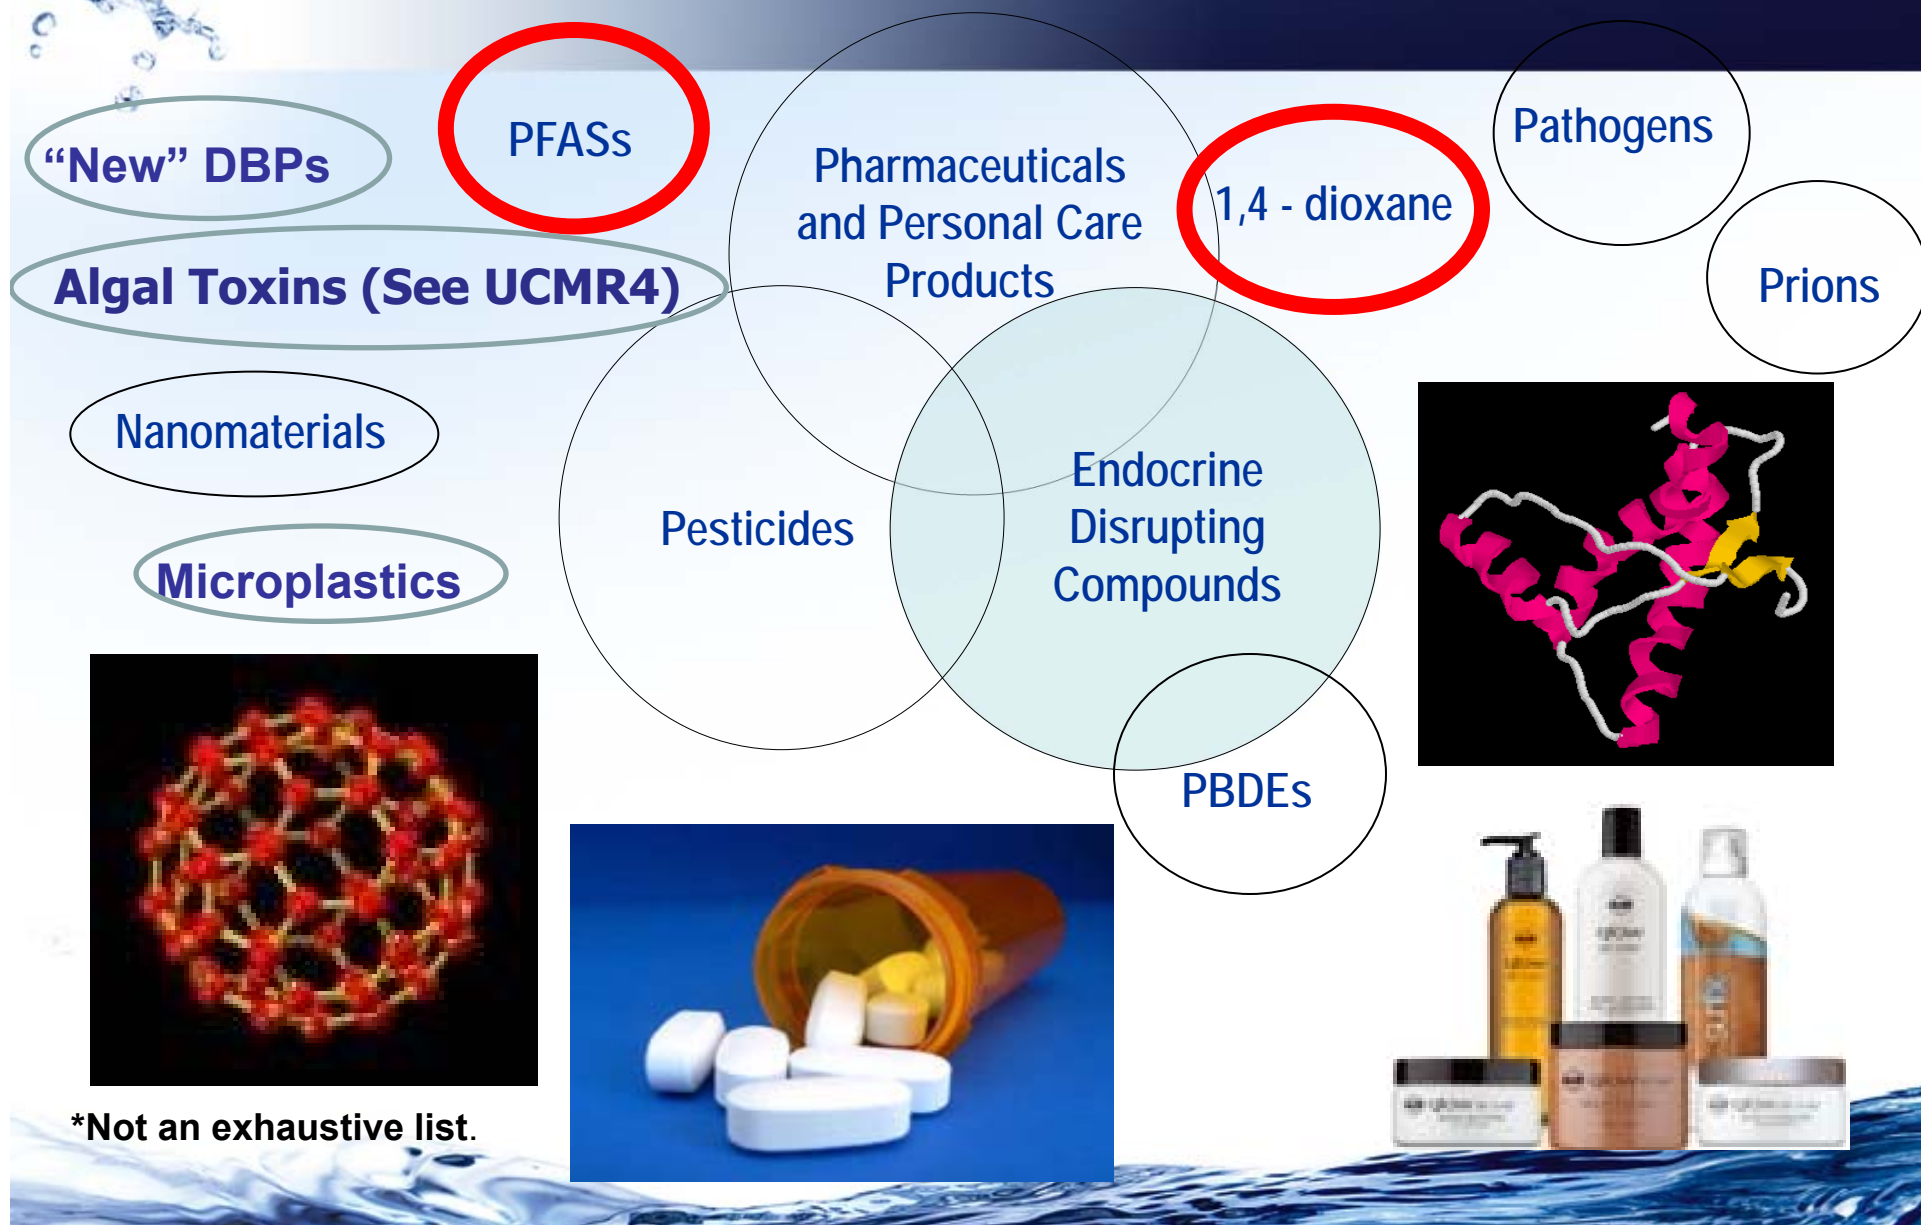 PFASs
Pathogens
“New” DBPs
Pharmaceuticals
and Personal Care
Products
1,4 - dioxane
Algal Toxins (See UCMR4)
Prions
Nanomaterials
Endocrine
Disrupting
Compounds
Pesticides
Microplastics
PBDEs
*Not an exhaustive list.